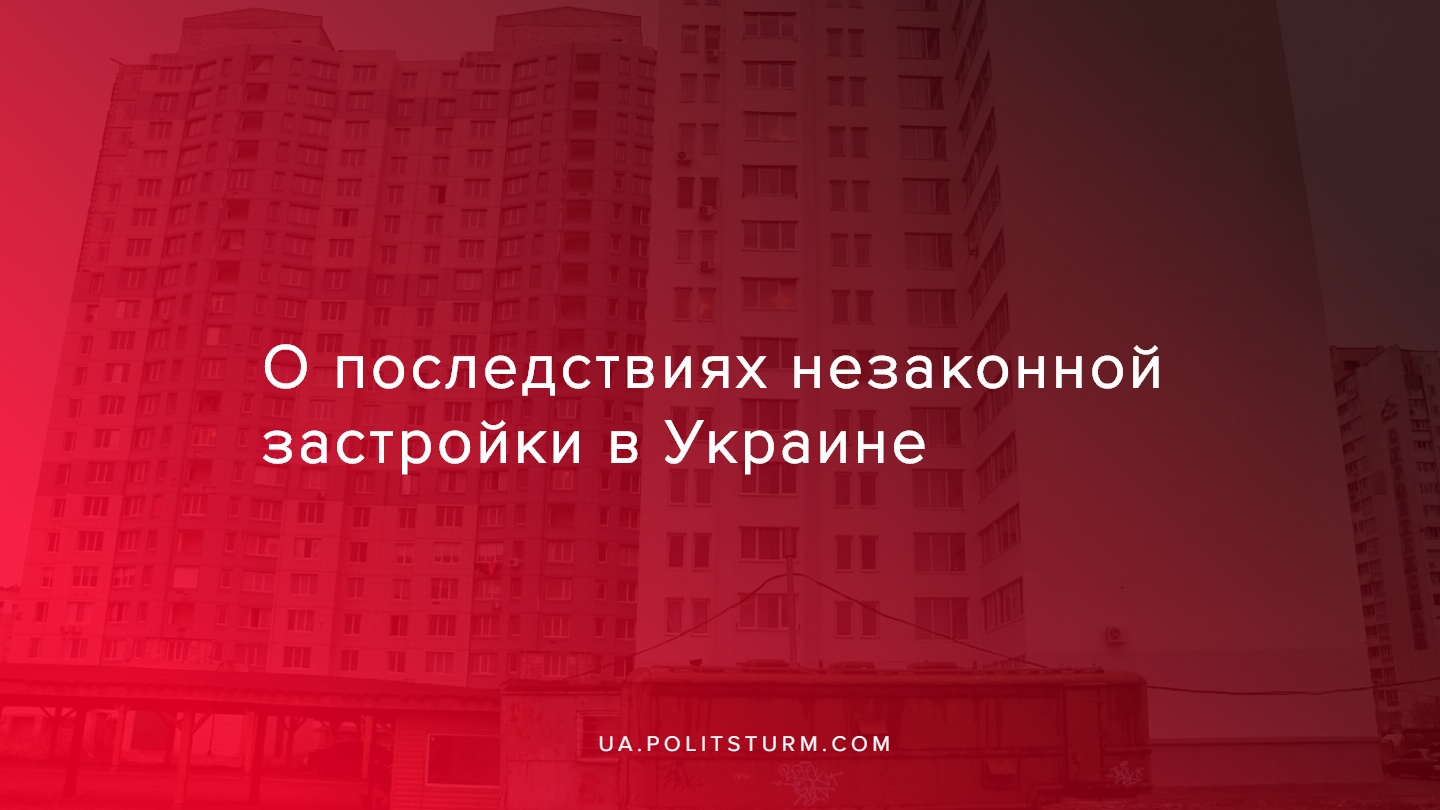 О последствиях незаконной
застройки в Украине
UA.POLITSTURM.COM